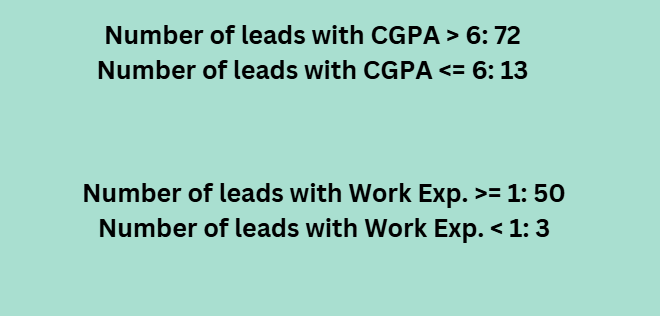 Number of leads with CGPA > 6: 72
Number of leads with CGPA <= 6: 13
Number of leads with Work Exp. >= 1: 50
Number of leads with Work Exp. < 1: 3